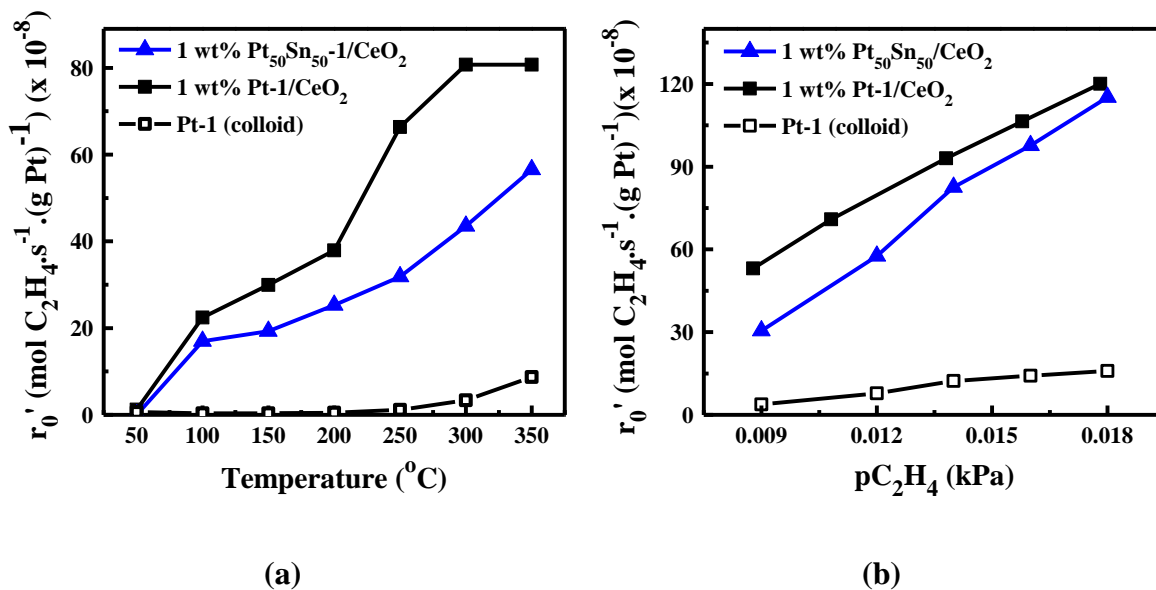 1 wt% Pt₅₀Sn₅₀-1/CeO₂
1 wt% Pt-1/CeO₂
Pt-1 (colloid)
r₀' (mol C₂H₄.s⁻¹.(g Pt)⁻¹) (x 10⁻⁸)
80
60
40
20
0
50 100 150 200 250 300 350
Temperature (°C)
(a)
1 wt% Pt₅₀Sn₅₀/CeO₂
1 wt% Pt-1/CeO₂
Pt-1 (colloid)
r₀' (mol C₂H₄.s⁻¹.(g Pt)⁻¹)(x 10⁻⁸)
120
90
60
30
0
0.009 0.012 0.015 0.018
pC₂H₄ (kPa)
(b)